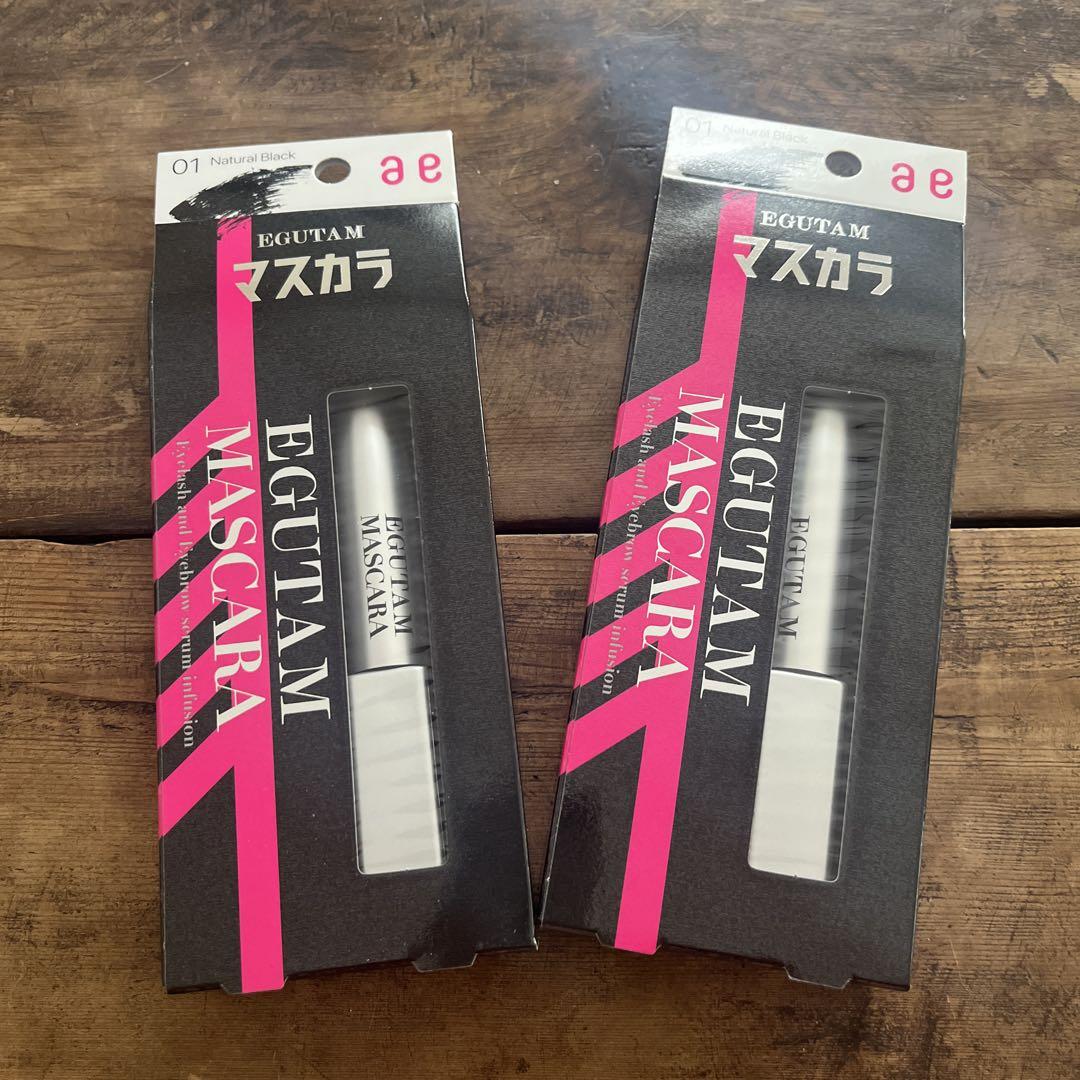 01 Natural Black
ae
EGUTAM
マスカラ
EGUTAM
MASCARA
Eyelash and Eyebrow serum infusion
EGUTAM
MASCARA
01 Natural Black
ae
EGUTAM
マスカラ
EGUTAM
MASCARA
Eyelash and Eyebrow serum infusion
EGUTAM